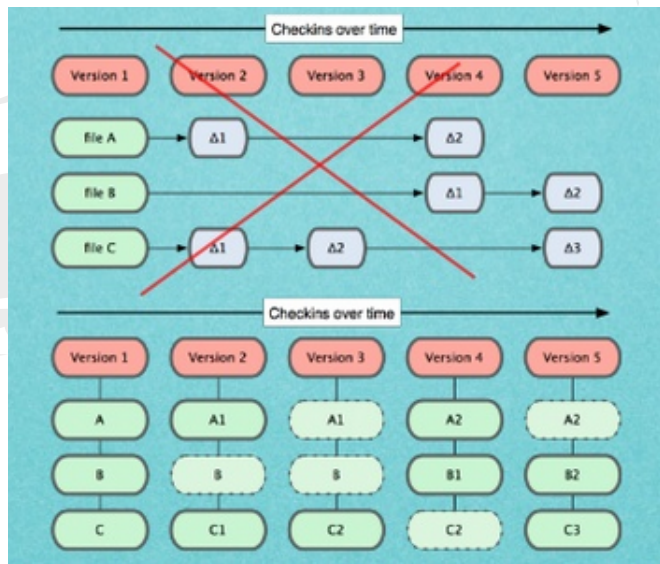 Checkins over time
Version 1 Version 2 Version 3 Version 4 Version 5
file A Δ1 Δ2
file B Δ1 Δ2
file C Δ1 Δ2 Δ3
Checkins over time
Version 1 Version 2 Version 3 Version 4 Version 5
A A1 A1 A2 A2
B B B B1 B2
C C1 C2 C2 C3